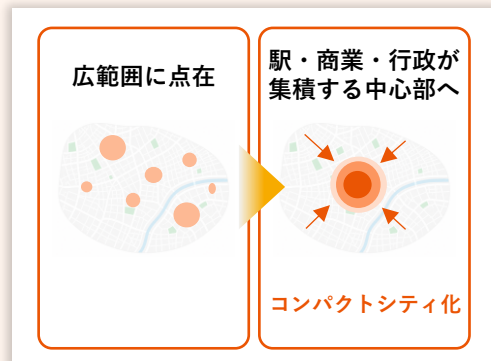 広範囲に点在
駅・商業・行政が
集積する中心部へ
コンパクトシティ化